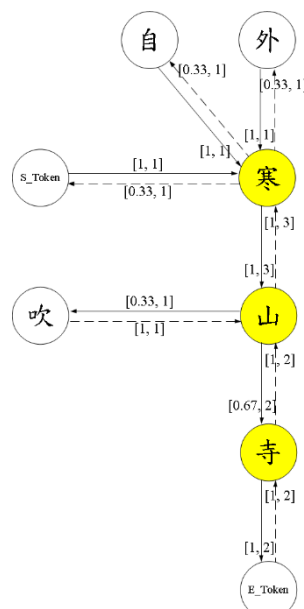 自 外
[0.33, 1] [0.33, 1]
[1, 1] [1, 1]
S_Token [1, 1] 寒
[0.33, 1]
[1, 3]
[1, 3]
吹 [0.33, 1] 山
[1, 1]
[1, 2]
[0.67, 2]
寺
[1, 2]
[1, 2]
E_Token